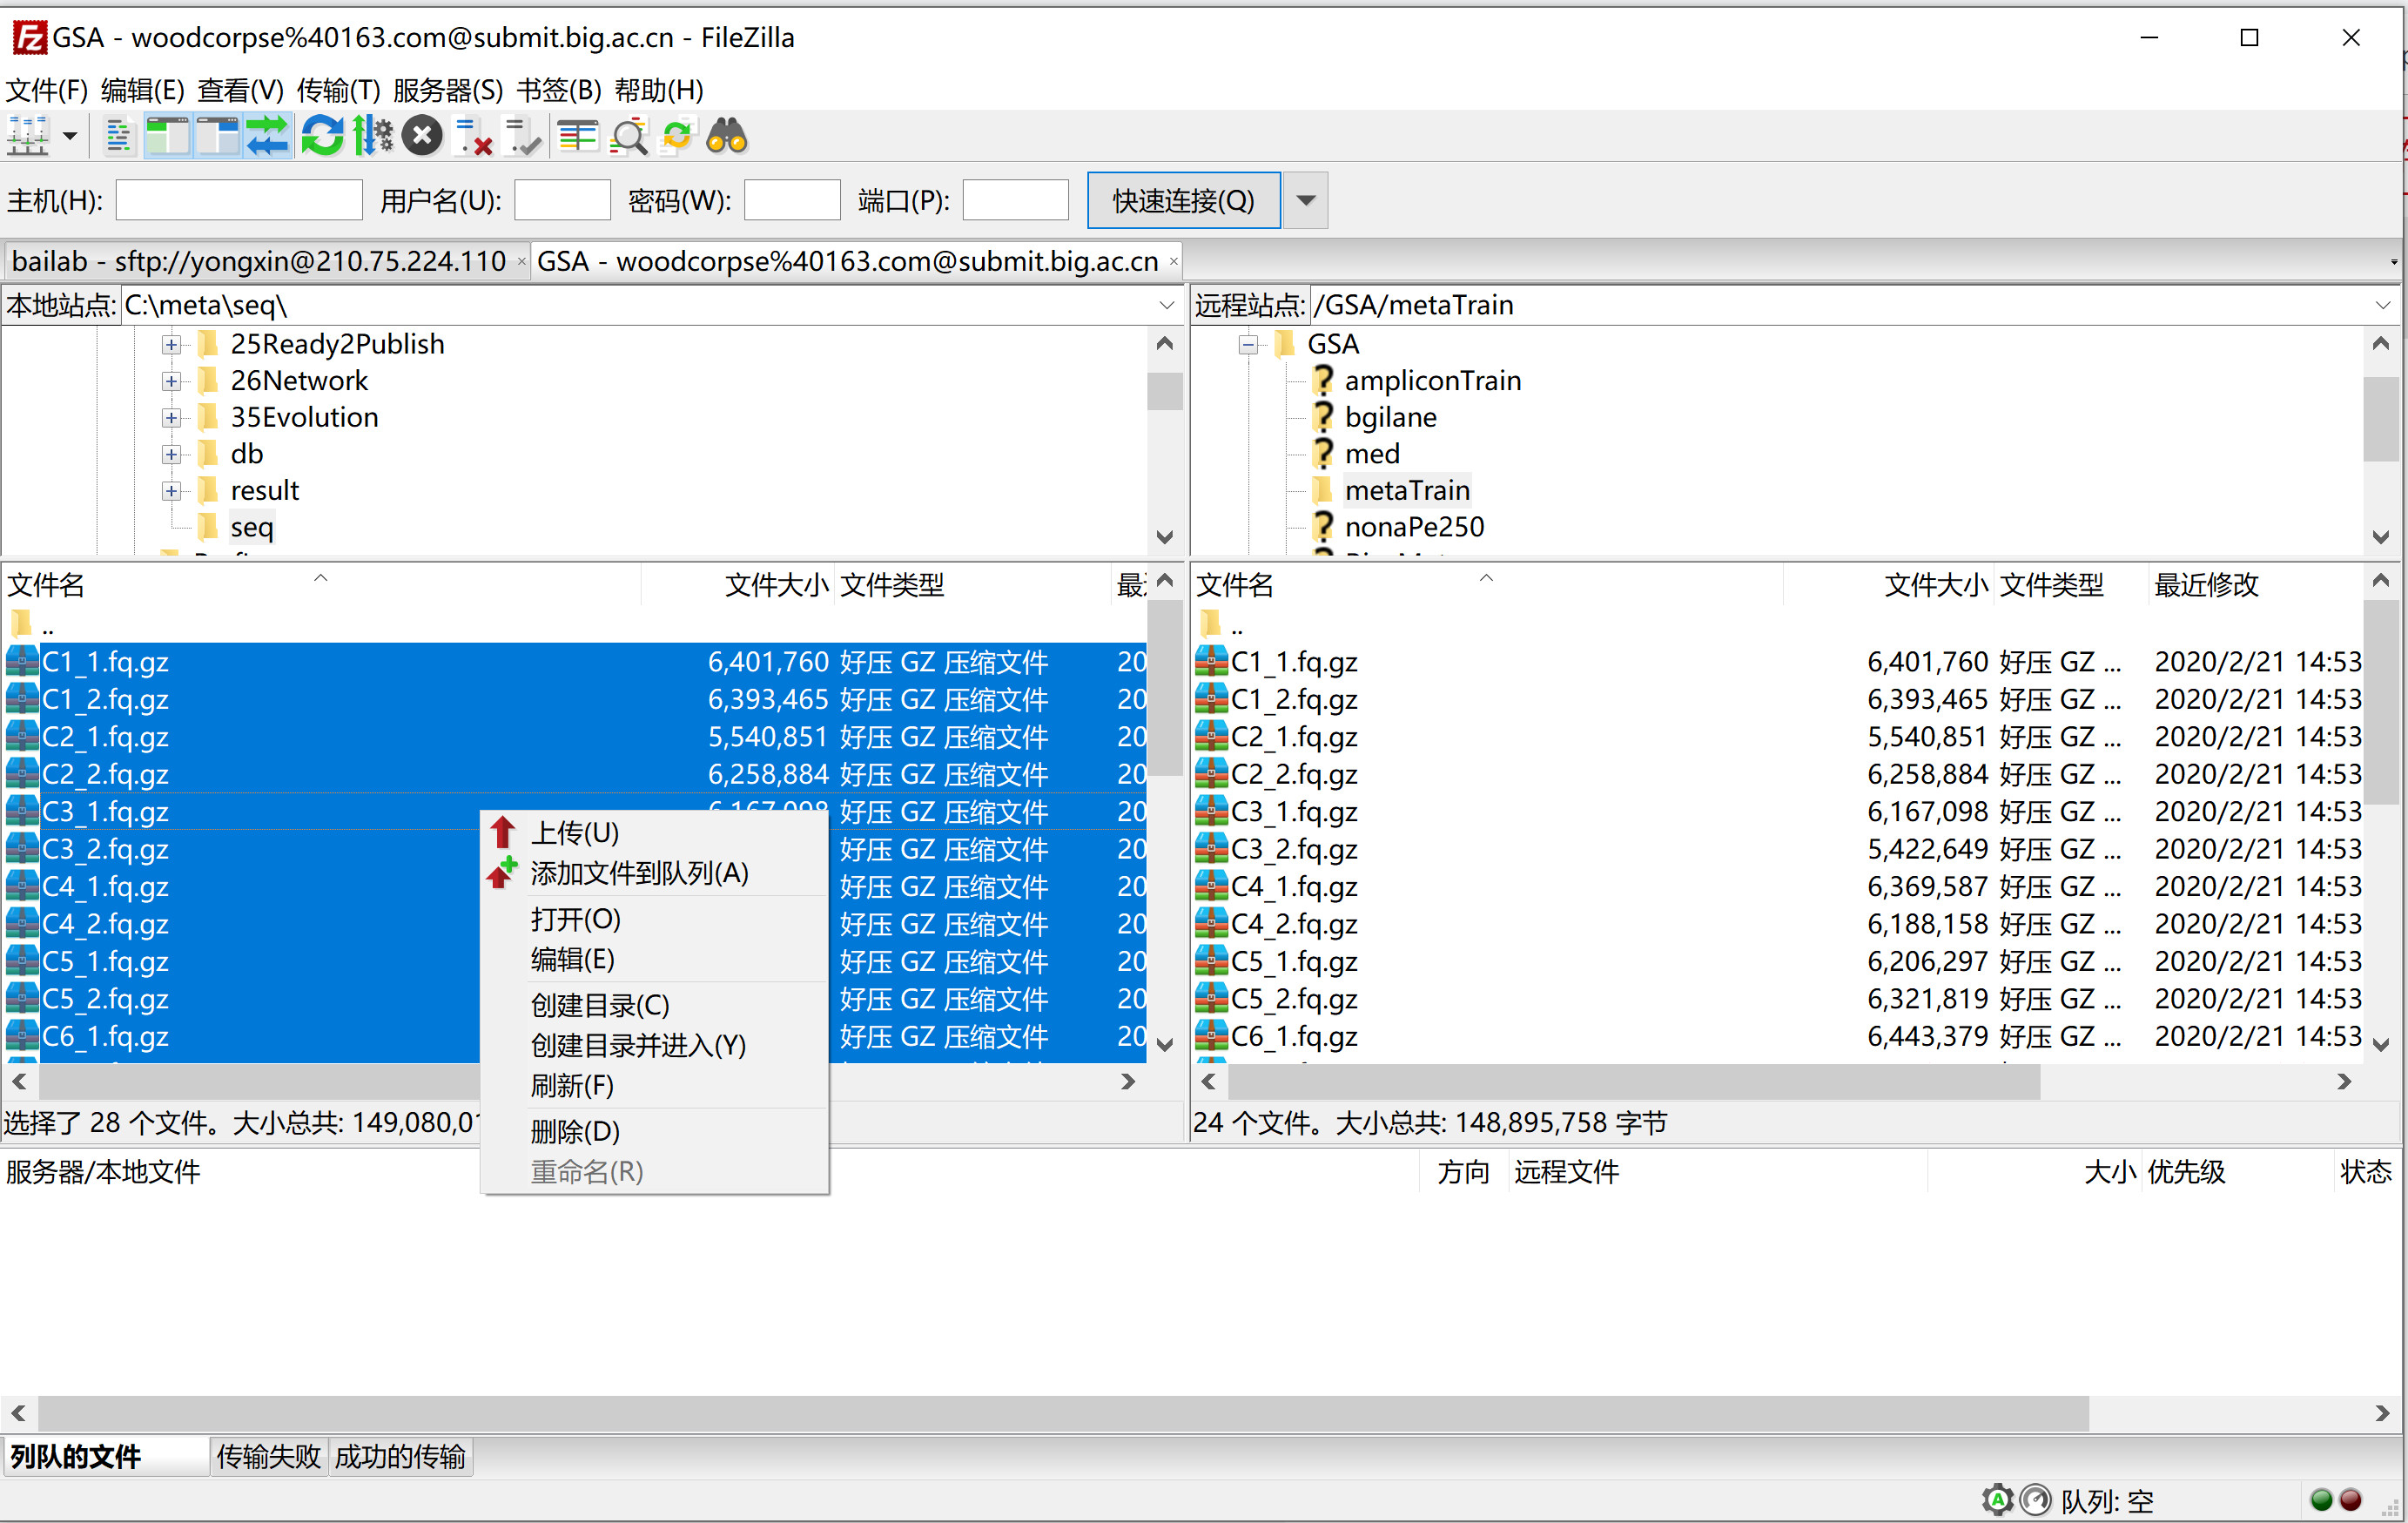 GSA - woodcorpse%40163.com@submit.big.ac.cn - FileZilla
文件(F) 编辑(E) 查看(V) 传输(T) 服务器(S) 书签(B) 帮助(H)
主机(H): 用户名(U): 密码(W): 端口(P): 快速连接(Q)
bailab - sftp://yongxin@210.75.224.110 × GSA - woodcorpse%40163.com@submit.big.ac.cn ×
本地站点: C:\meta\seq\
25Ready2Publish
26Network
35Evolution
db
result
seq
远程站点: /GSA/metaTrain
GSA
ampliconTrain
bgilane
med
metaTrain
nonaPe250
文件名 文件大小 文件类型
..
C1_1.fq.gz 6,401,760 好压 GZ 压缩文件 20
C1_2.fq.gz 6,393,465 好压 GZ 压缩文件 20
C2_1.fq.gz 5,540,851 好压 GZ 压缩文件 20
C2_2.fq.gz 6,258,884 好压 GZ 压缩文件 20
C3_1.fq.gz 6,167,098 好压 GZ 压缩文件 20
C3_2.fq.gz 好压 GZ 压缩文件 20
C4_1.fq.gz 好压 GZ 压缩文件 20
C4_2.fq.gz 好压 GZ 压缩文件 20
C5_1.fq.gz 好压 GZ 压缩文件 20
C5_2.fq.gz 好压 GZ 压缩文件 20
C6_1.fq.gz 好压 GZ 压缩文件 20
选择了 28 个文件。大小总共: 149,080,01
上传(U)
添加文件到队列(A)
打开(O)
编辑(E)
创建目录(C)
创建目录并进入(Y)
刷新(F)
删除(D)
重命名(R)
文件名 文件大小 文件类型 最近修改
..
C1_1.fq.gz 6,401,760 好压 GZ ... 2020/2/21 14:53
C1_2.fq.gz 6,393,465 好压 GZ ... 2020/2/21 14:53
C2_1.fq.gz 5,540,851 好压 GZ ... 2020/2/21 14:53
C2_2.fq.gz 6,258,884 好压 GZ ... 2020/2/21 14:53
C3_1.fq.gz 6,167,098 好压 GZ ... 2020/2/21 14:53
C3_2.fq.gz 5,422,649 好压 GZ ... 2020/2/21 14:53
C4_1.fq.gz 6,369,587 好压 GZ ... 2020/2/21 14:53
C4_2.fq.gz 6,188,158 好压 GZ ... 2020/2/21 14:53
C5_1.fq.gz 6,206,297 好压 GZ ... 2020/2/21 14:53
C5_2.fq.gz 6,321,819 好压 GZ ... 2020/2/21 14:53
C6_1.fq.gz 6,443,379 好压 GZ ... 2020/2/21 14:53
24 个文件。大小总共: 148,895,758 字节
服务器/本地文件 方向 远程文件 大小 优先级 状态
列队的文件 传输失败 成功的传输
队列: 空